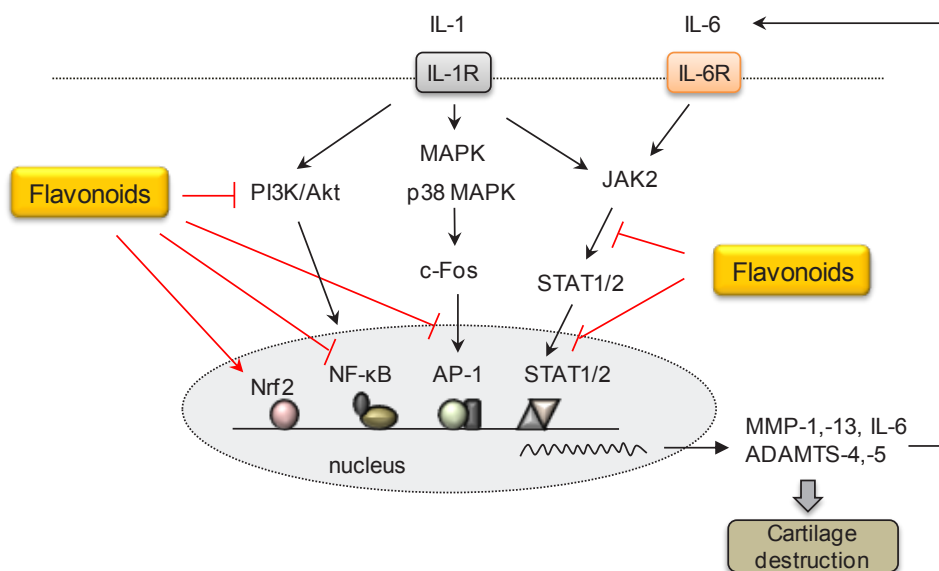 IL-1
IL-6
IL-1R
IL-6R
MAPK
Flavonoids
PI3K/Akt
p38 MAPK
JAK2
c-Fos
STAT1/2
Flavonoids
Nrf2
NF-κB
AP-1
STAT1/2
nucleus
MMP-1,-13, IL-6
ADAMTS-4,-5
Cartilage
destruction